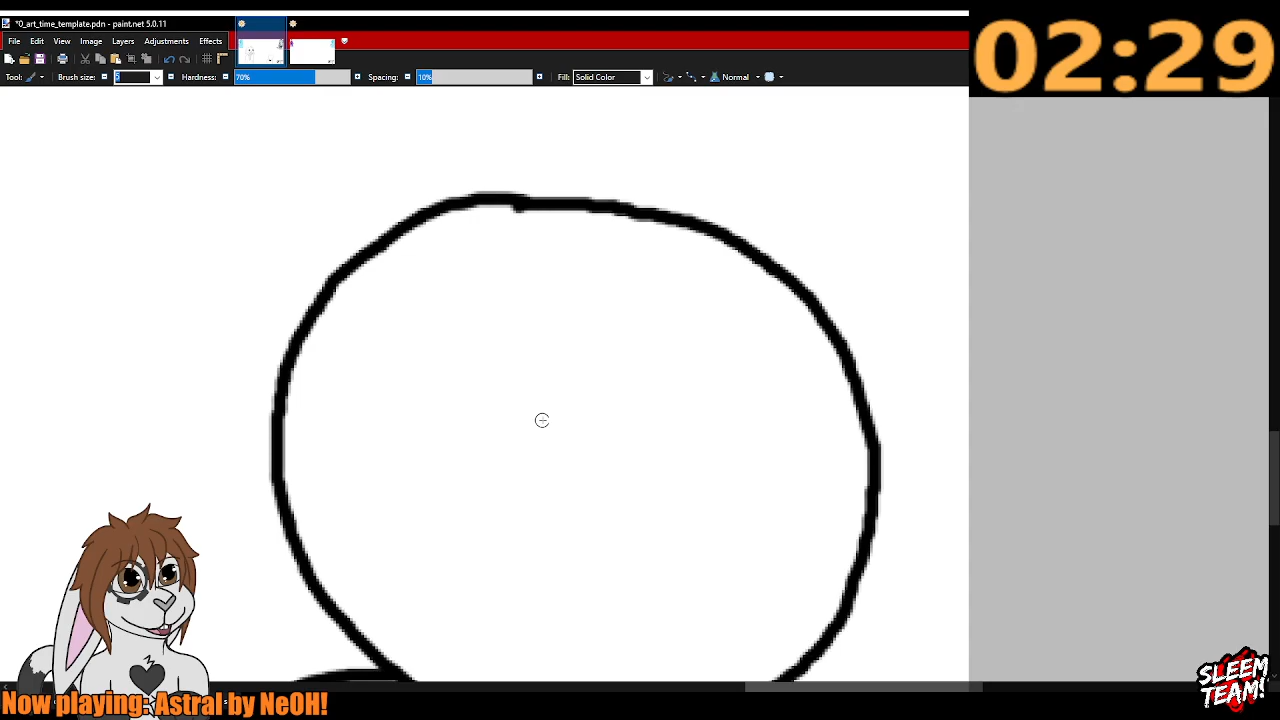 *0_art_time_template.pdn - paint.net 5.0.11
02:29
File Edit View Image Layers Adjustments Effects
Tool: Brush size: 5 Hardness: 70% Spacing: 10% Fill: Solid Color Normal
SLEEM
TEAM!
Now playing: Astral by NeOH!